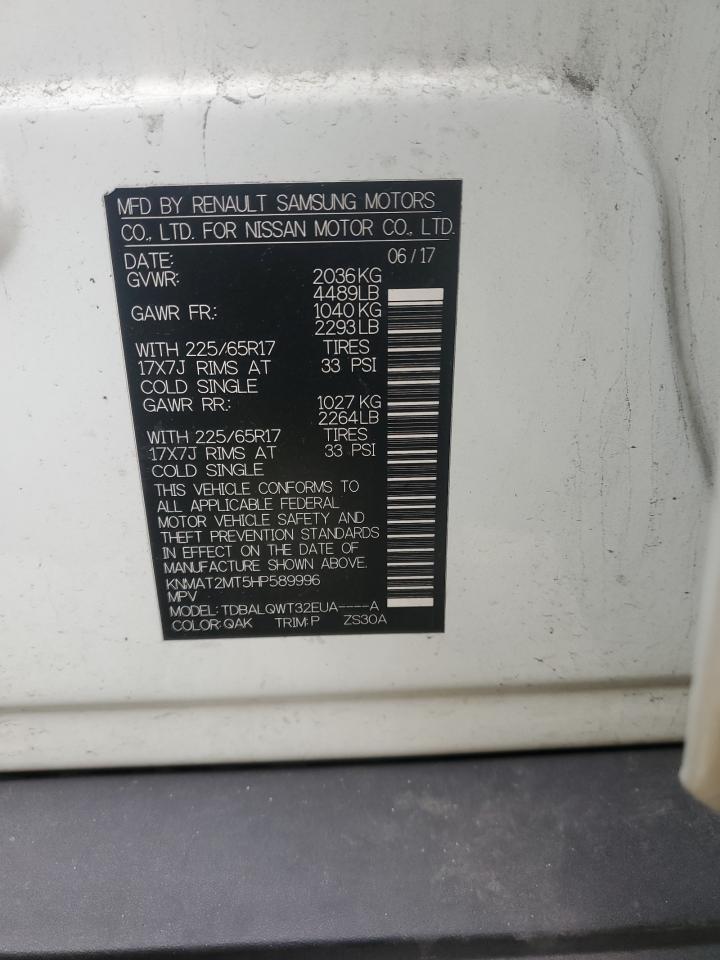 MFD BY RENAULT SAMSUNG MOTORS
CO., LTD. FOR NISSAN MOTOR CO., LTD.
DATE: 06/17
GVWR: 2036KG
4489LB
GAWR FR.: 1040KG
2293LB
WITH 225/65R17 TIRES
17X7J RIMS AT 33 PSI
COLD SINGLE
GAWR RR.: 1027KG
2264LB
WITH 225/65R17 TIRES
17X7J RIMS AT 33 PSI
COLD SINGLE
THIS VEHICLE CONFORMS TO
ALL APPLICABLE FEDERAL
MOTOR VEHICLE SAFETY AND
THEFT PREVENTION STANDARDS
IN EFFECT ON THE DATE OF
MANUFACTURE SHOWN ABOVE.
KNMAT2MT5HP589996
MPV
MODEL: TDBALQWT32EUA----A
COLOR: QAK TRIM: P ZS30A